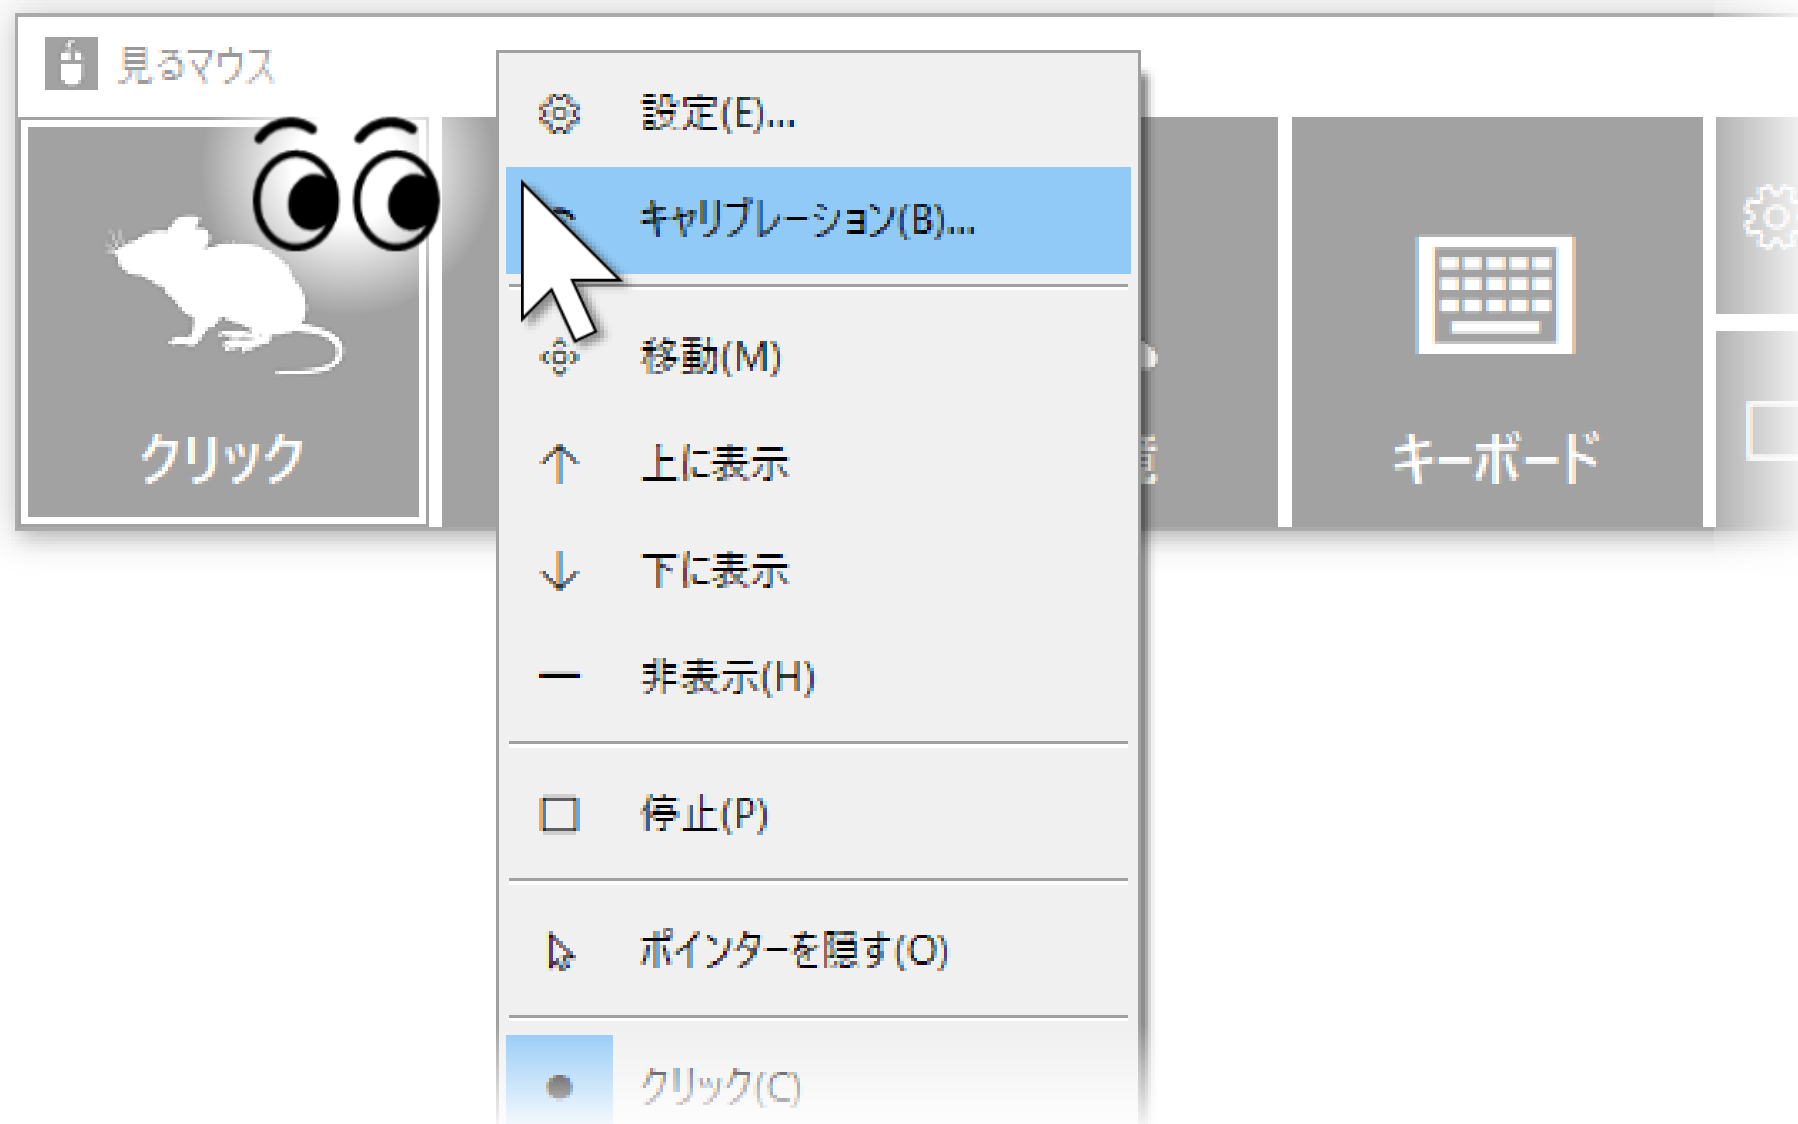 見るマウス
クリック
キーボード
設定(E)...
キャリブレーション(B)...
移動(M)
上に表示
下に表示
非表示(H)
停止(P)
ポインターを隠す(O)
クリック(C)